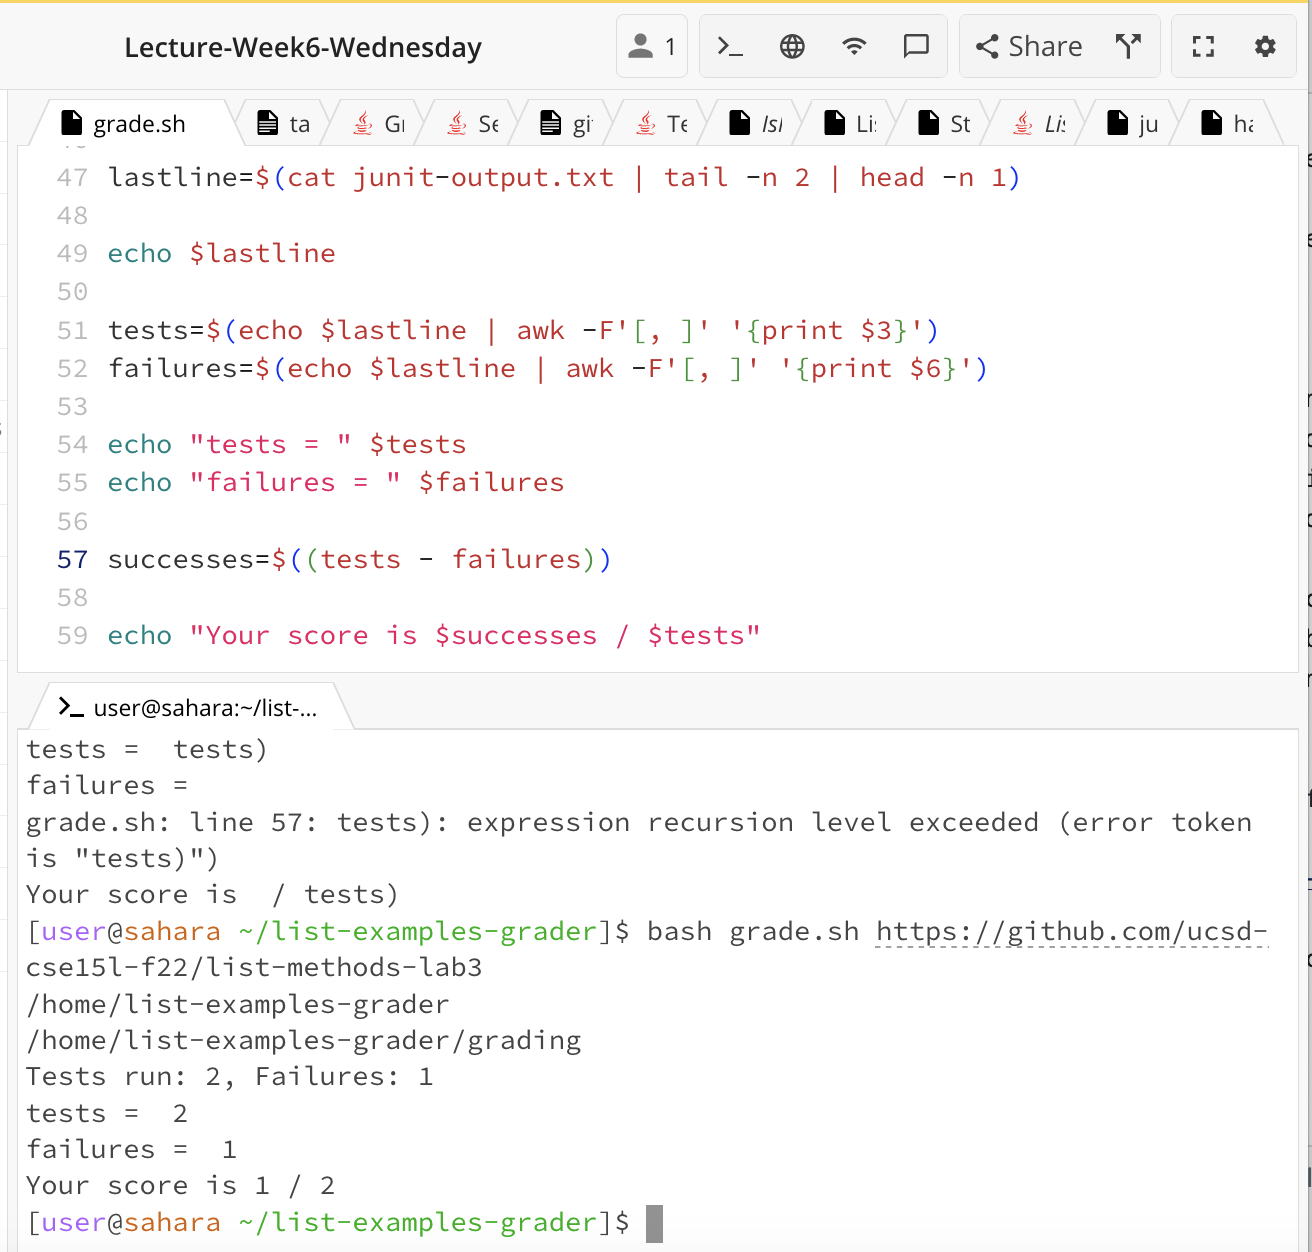 Lecture-Week6-Wednesday
1
Share
grade.sh
ta
Se
gi
Te
Li
St
ju
47 lastline=$(cat junit-output.txt | tail -n 2 | head -n 1)
48
49 echo $lastline
50
51 tests=$(echo $lastline | awk -F'[, ]' '{print $3}')
52 failures=$(echo $lastline | awk -F'[, ]' '{print $6}')
53
54 echo "tests = " $tests
55 echo "failures = " $failures
56
57 successes=$((tests - failures))
58
59 echo "Your score is $successes / $tests"
user@sahara:~/list-...
tests =  tests)
failures =
grade.sh: line 57: tests): expression recursion level exceeded (error token
is "tests)")
Your score is  / tests)
[user@sahara ~/list-examples-grader]$ bash grade.sh https://github.com/ucsd-
cse15l-f22/list-methods-lab3
/home/list-examples-grader
/home/list-examples-grader/grading
Tests run: 2, Failures: 1
tests =  2
failures =  1
Your score is 1 / 2
[user@sahara ~/list-examples-grader]$